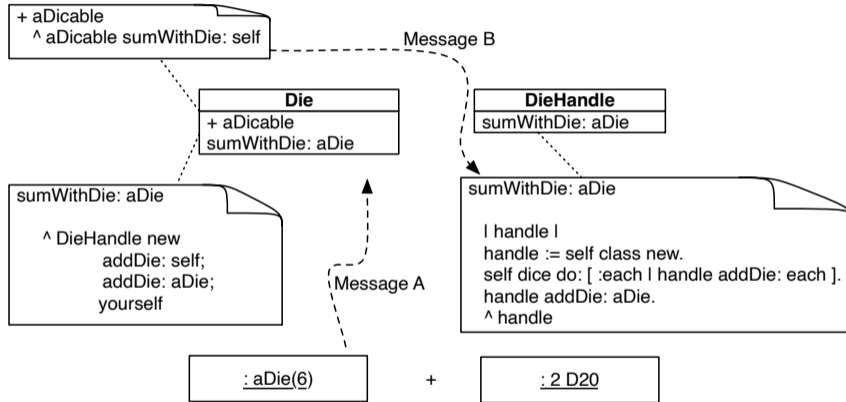 + aDicable
^ aDicable sumWithDie: self
Message B
Die
+ aDicable
sumWithDie: aDie
DieHandle
sumWithDie: aDie
sumWithDie: aDie
^ DieHandle new
addDie: self;
addDie: aDie;
yourself
Message A
sumWithDie: aDie
| handle |
handle := self class new.
self dice do: [ :each | handle addDie: each ].
handle addDie: aDie.
^ handle
: aDie(6)
+
: 2 D20